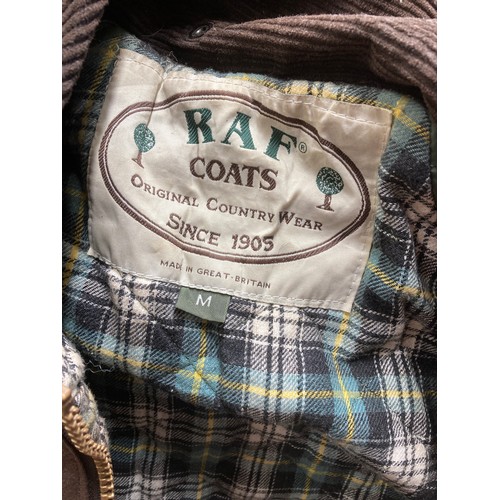 RAF®
COATS
ORIGINAL COUNTRY WEAR
SINCE 1905
MADE IN GREAT-BRITAIN
M